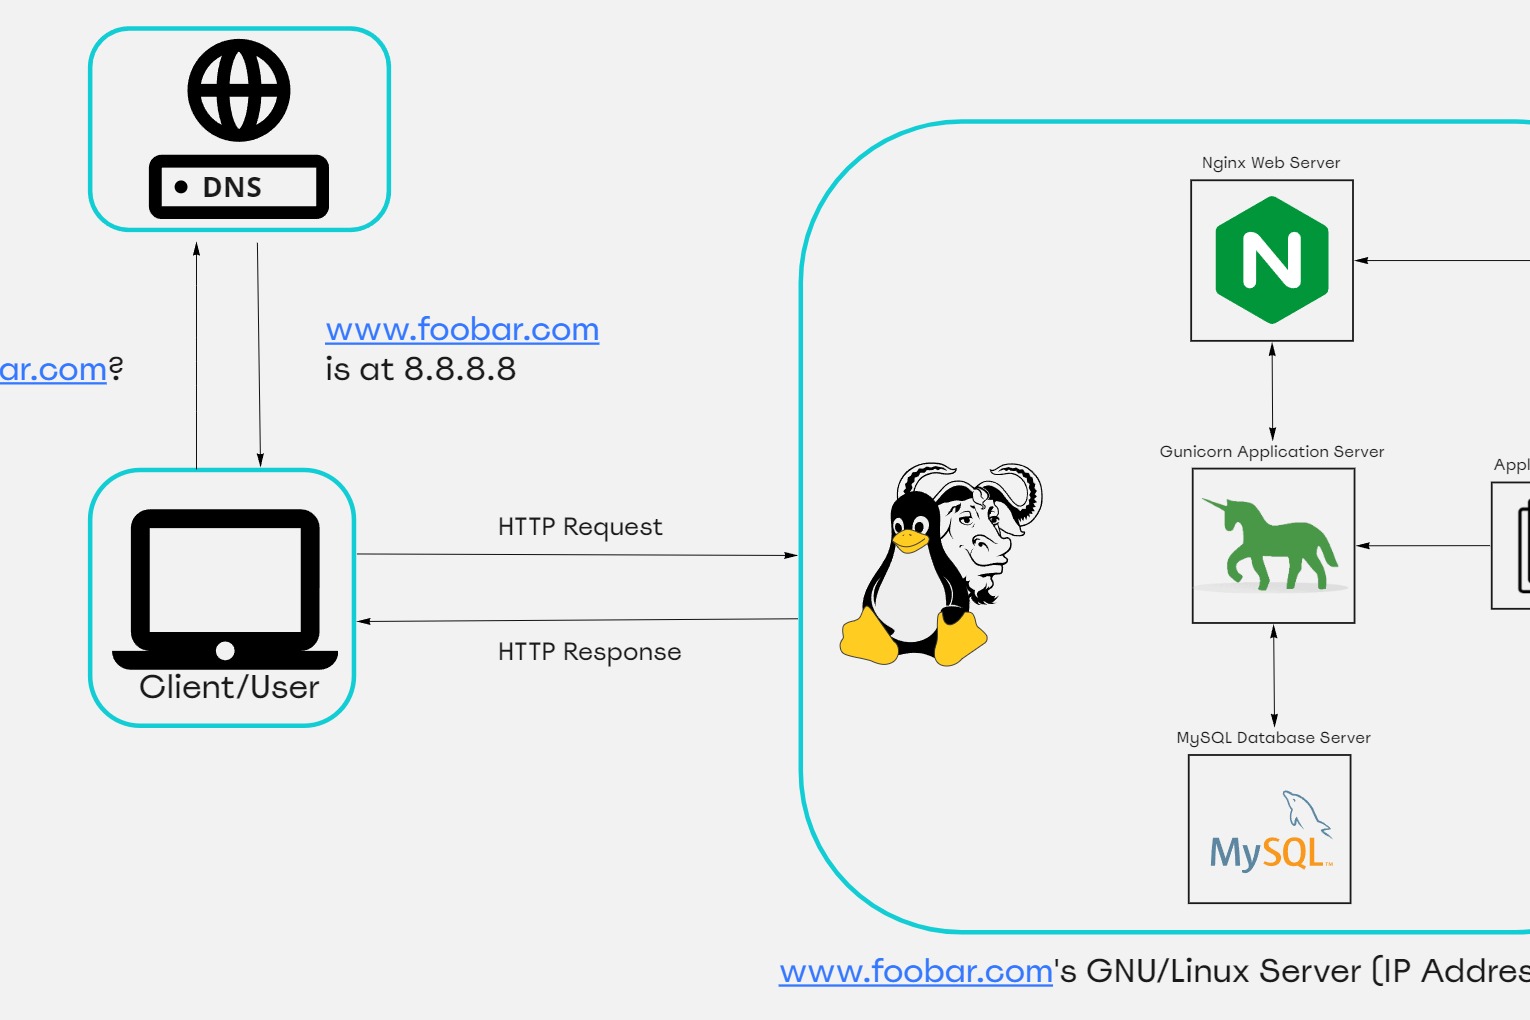 DNS
www.foobar.com
is at 8.8.8.8
ar.com?
HTTP Request
HTTP Response
Client/User
Nginx Web Server
N
Gunicorn Application Server
Appl
MySQL Database Server
MySQL™
www.foobar.com's GNU/Linux Server (IP Addres